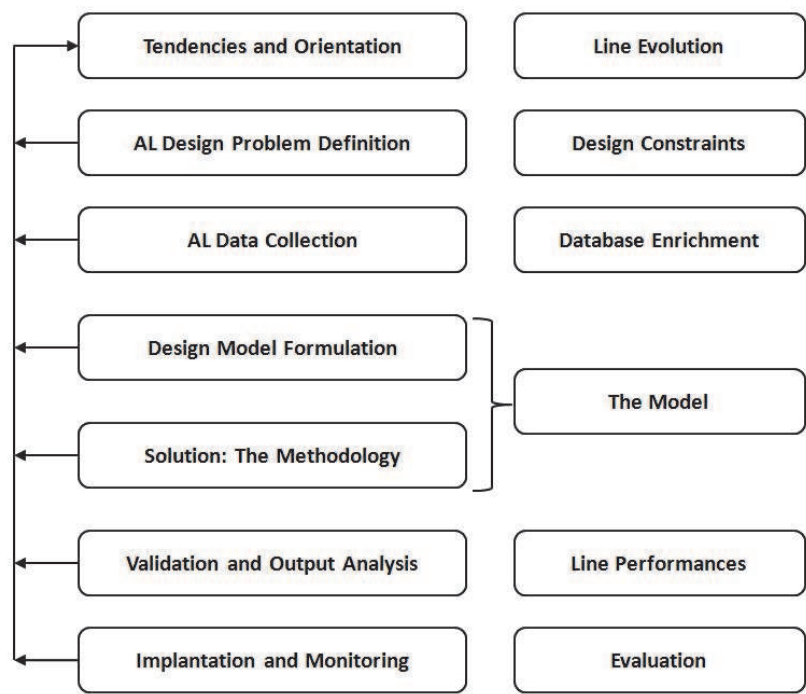 Tendencies and Orientation
Line Evolution
AL Design Problem Definition
Design Constraints
AL Data Collection
Database Enrichment
Design Model Formulation
The Model
Solution: The Methodology
Validation and Output Analysis
Line Performances
Implantation and Monitoring
Evaluation